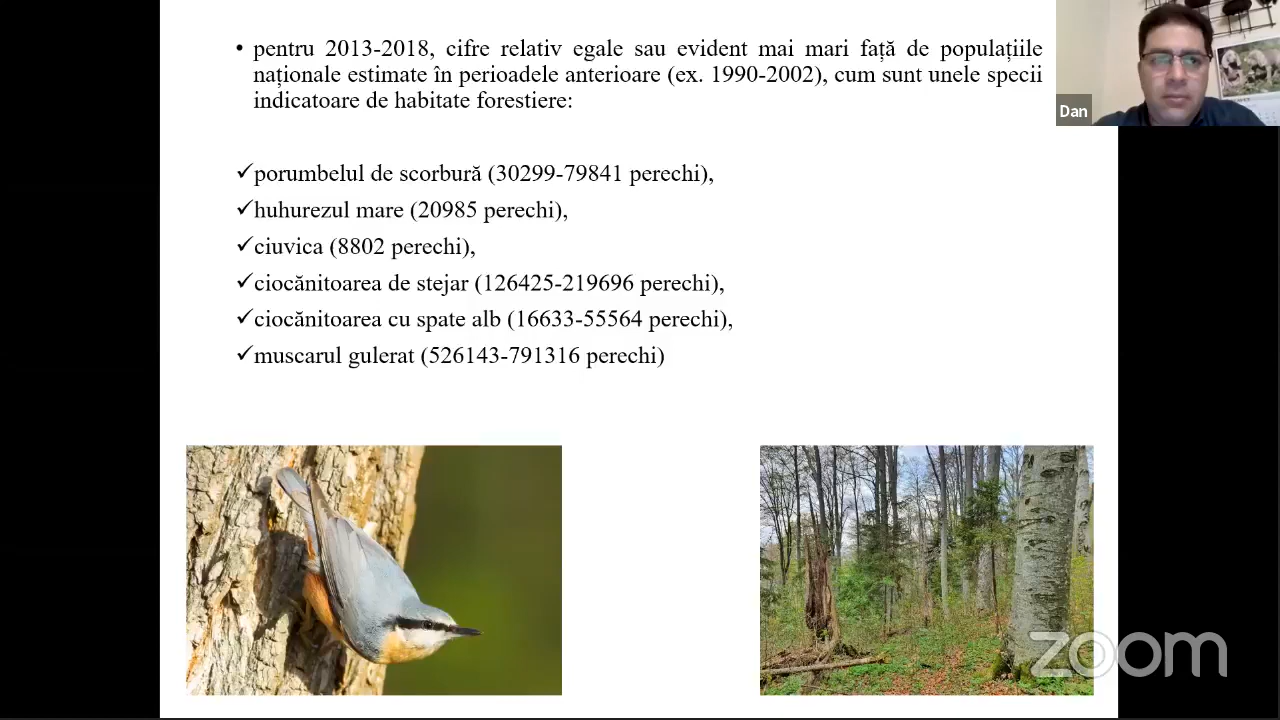 • pentru 2013-2018, cifre relativ egale sau evident mai mari față de populațiile
naționale estimate în perioadele anterioare (ex. 1990-2002), cum sunt unele specii
indicatoare de habitate forestiere:
✓porumbelul de scorbură (30299-79841 perechi),
✓huhurezul mare (20985 perechi),
✓ciuvica (8802 perechi),
✓ciocănitoarea de stejar (126425-219696 perechi),
✓ciocănitoarea cu spate alb (16633-55564 perechi),
✓muscarul gulerat (526143-791316 perechi)
Dan
zoom